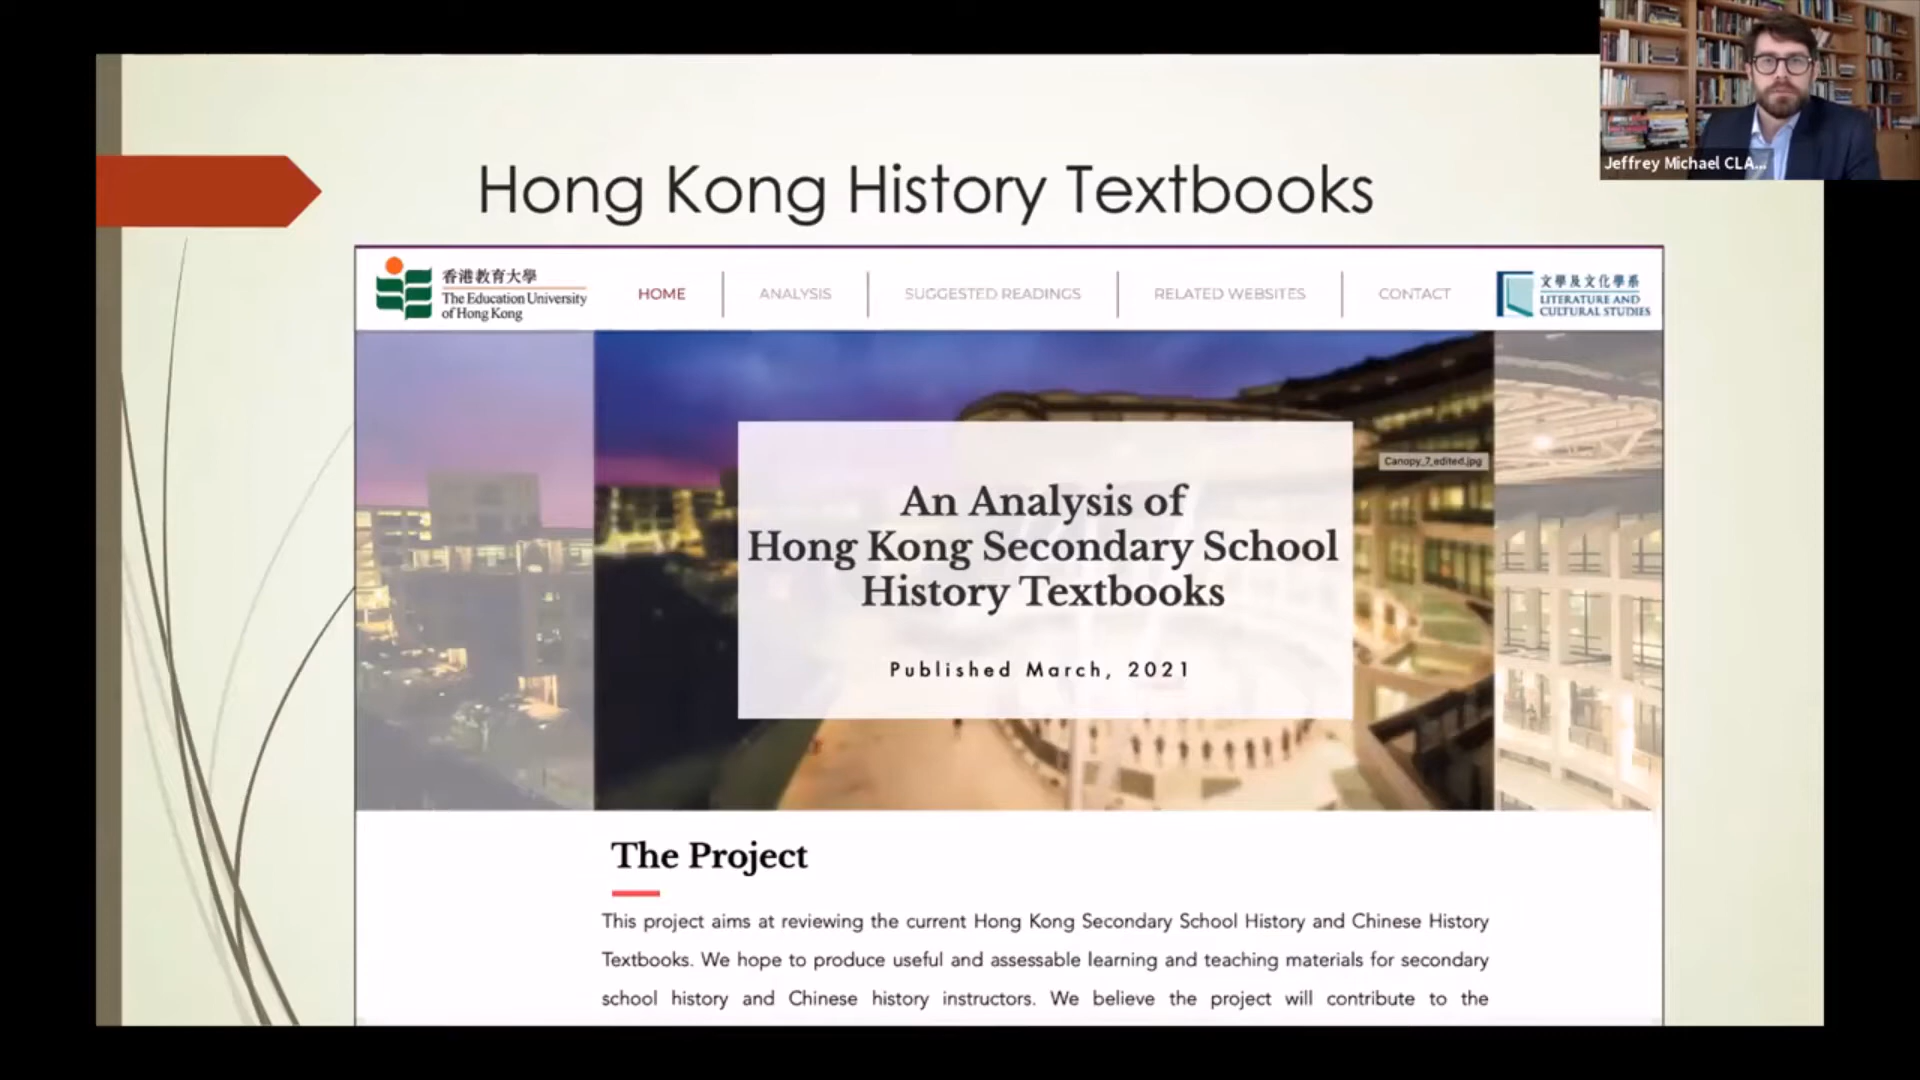 Jeffrey Michael CLA...
Hong Kong History Textbooks
香港教育大學
The Education University
of Hong Kong
HOME
ANALYSIS
SUGGESTED READINGS
RELATED WEBSITES
CONTACT
文學及文化學系
LITERATURE AND
CULTURAL STUDIES
Canopy_7_edited.jpg
An Analysis of
Hong Kong Secondary School
History Textbooks
Published March, 2021
The Project
This project aims at reviewing the current Hong Kong Secondary School History and Chinese History
Textbooks. We hope to produce useful and assessable learning and teaching materials for secondary
school history and Chinese history instructors. We believe the project will contribute to the